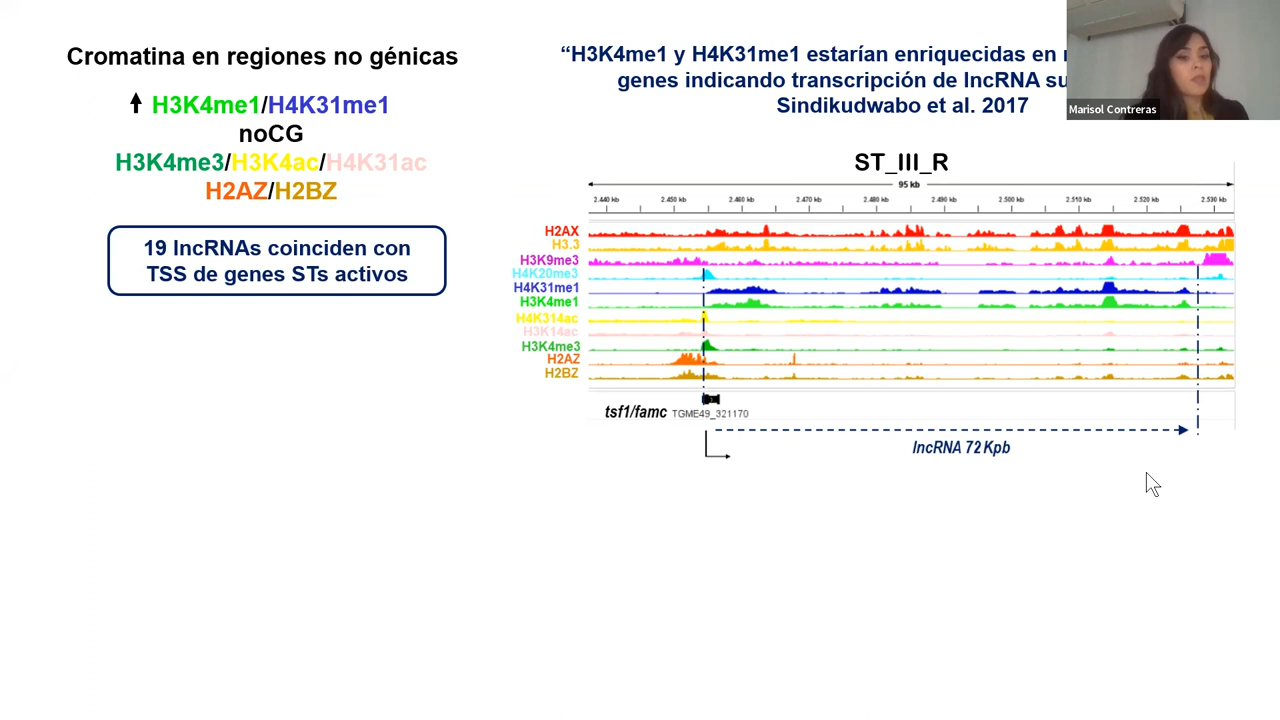 Cromatina en regiones no génicas
H3K4me1/H4K31me1
noCG
H3K4me3/H3K4ac/H4K31ac
H2AZ/H2BZ
19 lncRNAs coinciden con
TSS de genes STs activos
“H3K4me1 y H4K31me1 estarían enriquecidas en
genes indicando transcripción de lncRNA
Sindikudwabo et al. 2017
Marisol Contreras
ST_III_R
95 kb
2.440 kb 2.450 kb 2.460 kb 2.470 kb 2.480 kb 2.490 kb 2.500 kb 2.510 kb 2.520 kb 2.530 kb
H2AX
H3.3
H3K9me3
H4K20me3
H4K31me1
H3K4me1
H4K314ac
H3K14ac
H3K4me3
H2AZ
H2BZ
tsf1/famc TGME49_321170
lncRNA 72 Kpb